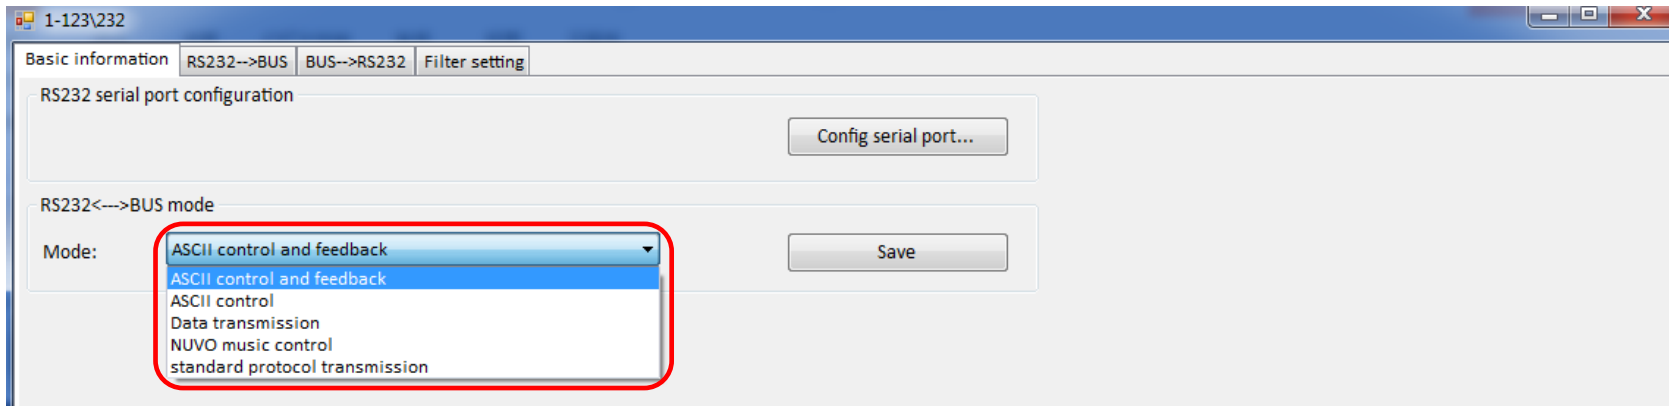 1-123\232
Basic information RS232-->BUS BUS-->RS232 Filter setting
RS232 serial port configuration
Config serial port...
RS232<--->BUS mode
Mode: ASCII control and feedback Save
ASCII control and feedback
ASCII control
Data transmission
NUVO music control
standard protocol transmission